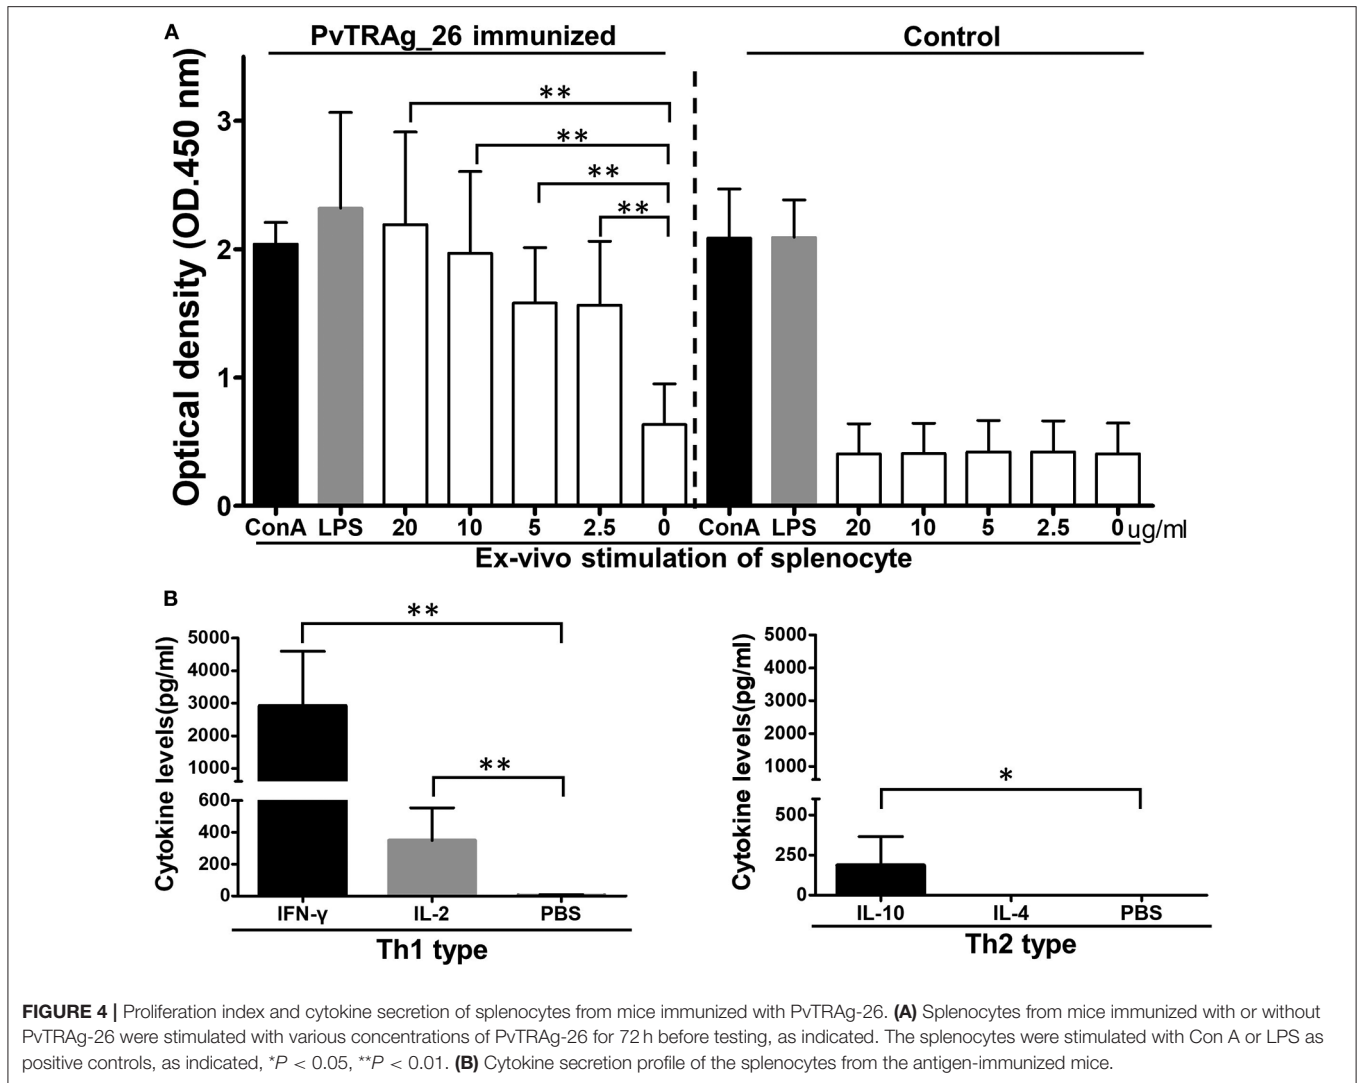 A
PvTRAg_26 immunized Control
Optical density (OD.450 nm)
3
2
1
0
**
**
**
**
ConA LPS 20 10 5 2.5 0 ConA LPS 20 10 5 2.5 0 ug/ml
Ex-vivo stimulation of splenocyte
B
Cytokine levels(pg/ml)
5000
4000
3000
2000
1000
600
400
200
0
**
**
IFN-γ IL-2 PBS
Th1 type
Cytokine levels(pg/ml)
5000
4000
3000
2000
1000
500
250
0
*
IL-10 IL-4 PBS
Th2 type
FIGURE 4 | Proliferation index and cytokine secretion of splenocytes from mice immunized with PvTRAg-26. (A) Splenocytes from mice immunized with or without
PvTRAg-26 were stimulated with various concentrations of PvTRAg-26 for 72 h before testing, as indicated. The splenocytes were stimulated with Con A or LPS as
positive controls, as indicated, *P < 0.05, **P < 0.01. (B) Cytokine secretion profile of the splenocytes from the antigen-immunized mice.